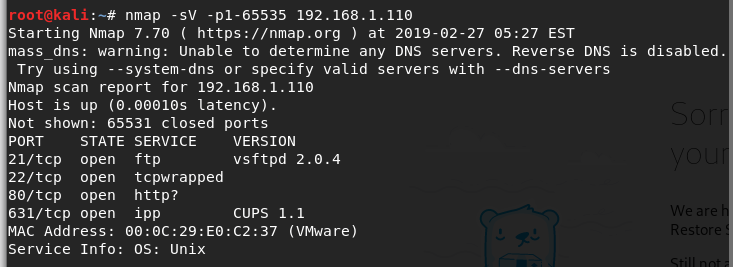 root@kali:~# nmap -sV -p1-65535 192.168.1.110
Starting Nmap 7.70 ( https://nmap.org ) at 2019-02-27 05:27 EST
mass_dns: warning: Unable to determine any DNS servers. Reverse DNS is disabled.
 Try using --system-dns or specify valid servers with --dns-servers
Nmap scan report for 192.168.1.110
Host is up (0.00010s latency).
Not shown: 65531 closed ports
PORT    STATE SERVICE    VERSION
21/tcp  open  ftp        vsftpd 2.0.4
22/tcp  open  tcpwrapped
80/tcp  open  http?
631/tcp open  ipp        CUPS 1.1
MAC Address: 00:0C:29:E0:C2:37 (VMware)
Service Info: OS: Unix
Sorr
your
We are h
Restore S
Still not a